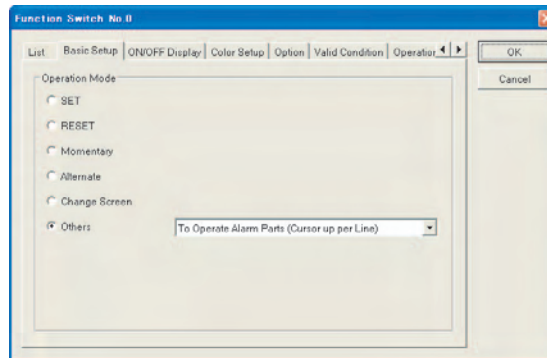 Function Switch No.0
List Basic Setup ON/OFF Display Color Setup Option Valid Condition Operation
OK
Cancel
Operation Mode
SET
RESET
Momentary
Alternate
Change Screen
Others To Operate Alarm Parts (Cursor up per Line)